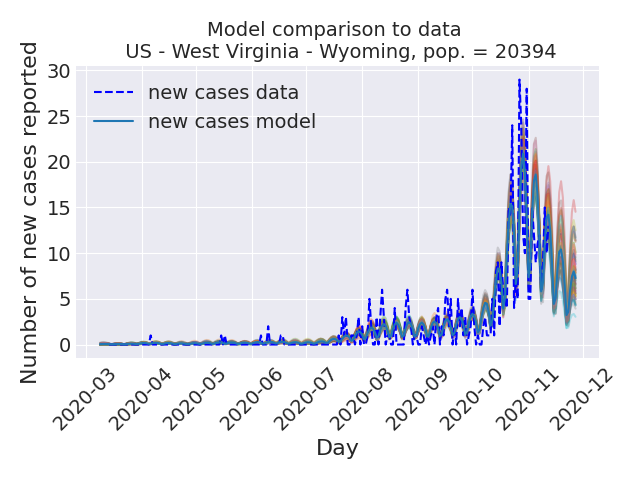 Model comparison to data
US - West Virginia - Wyoming, pop. = 20394
Number of new cases reported
30
25
20
15
10
5
0
new cases data
new cases model
2020-03
2020-04
2020-05
2020-06
2020-07
2020-08
2020-09
2020-10
2020-11
2020-12
Day